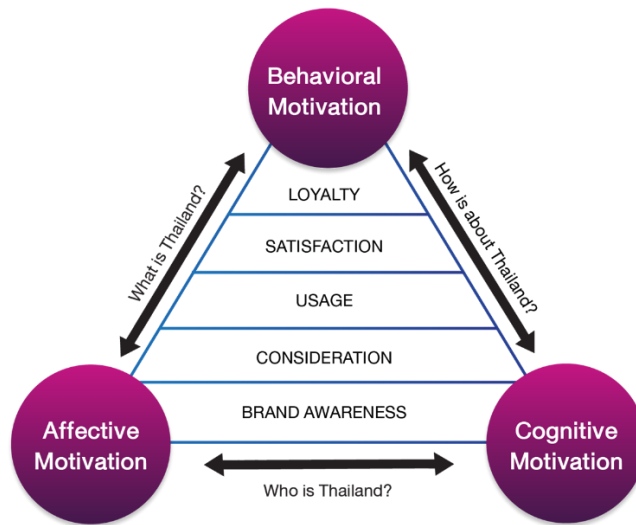 Behavioral
Motivation
What is Thailand?
How is about Thailand?
LOYALTY
SATISFACTION
USAGE
CONSIDERATION
BRAND AWARENESS
Affective
Motivation
Cognitive
Motivation
Who is Thailand?